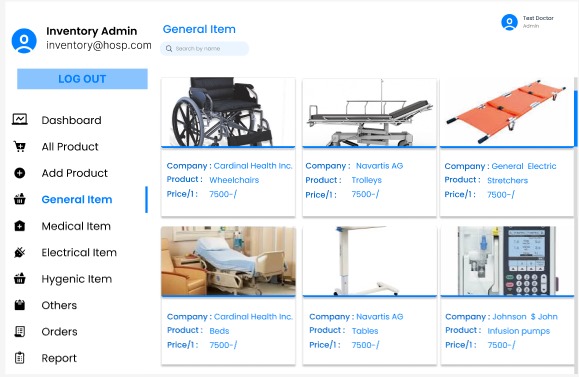 Inventory Admin
inventory@hosp.com
LOG OUT
Dashboard
All Product
Add Product
General Item
Medical Item
Electrical Item
Hygenic Item
Others
Orders
Report
General Item
Search by name
Test Doctor
Admin
Company : Cardinal Health Inc.
Product : Wheelchairs
Price/1 : 7500-/
Company : Navartis AG
Product : Trolleys
Price/1 : 7500-/
Company : General Electric
Product : Stretchers
Price/1 : 7500-/
Company : Cardinal Health Inc.
Product : Beds
Price/1 : 7500-/
Company : Navartis AG
Product : Tables
Price/1 : 7500-/
Company : Johnson $ John
Product : Infusion pumps
Price/1 : 7500-/